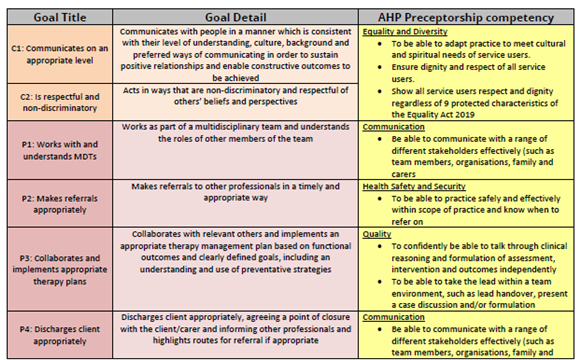 Goal Title
Goal Detail
AHP Preceptorship competency
C1: Communicates on an
appropriate level
Communicates with people in a manner which is consistent
with their level of understanding, culture, background and
preferred ways of communicating in order to sustain
positive relationships and enable constructive outcomes to
be achieved
Equality and Diversity
• To be able to adapt practice to meet cultural
and spiritual needs of service users.
• Ensure dignity and respect of all service
users.
• Show all service users respect and dignity
regardless of 9 protected characteristics of
the Equality Act 2019
C2: Is respectful and
non-discriminatory
Acts in ways that are non-discriminatory and respectful of
others' beliefs and perspectives
P1: Works with and
understands MDTs
Works as part of a multidisciplinary team and understands
the roles of other members of the team
Communication
• Be able to communicate with a range of
different stakeholders effectively (such as
team members, organisations, family and
carers
P2: Makes referrals
appropriately
Makes referrals to other professionals in a timely and
appropriate way
Health Safety and Security
• To be able to practice safely and effectively
within scope of practice and know when to
refer on
P3: Collaborates and
implements appropriate
therapy plans
Collaborates with relevant others and implements an
appropriate therapy management plan based on functional
outcomes and clearly defined goals, including an
understanding and use of preventative strategies
Quality
• To confidently be able to talk through clinical
reasoning and formulation of assessment,
intervention and outcomes independently
• To be able to take the lead within a team
environment, such as lead handover, present
a case discussion and/or formulation
P4: Discharges client
appropriately
Discharges client appropriately, agreeing a point of closure
with the client/carer and informing other professionals and
highlights routes for referral if appropriate
Communication
• Be able to communicate with a range of
different stakeholders effectively (such as
team members, organisations, family and